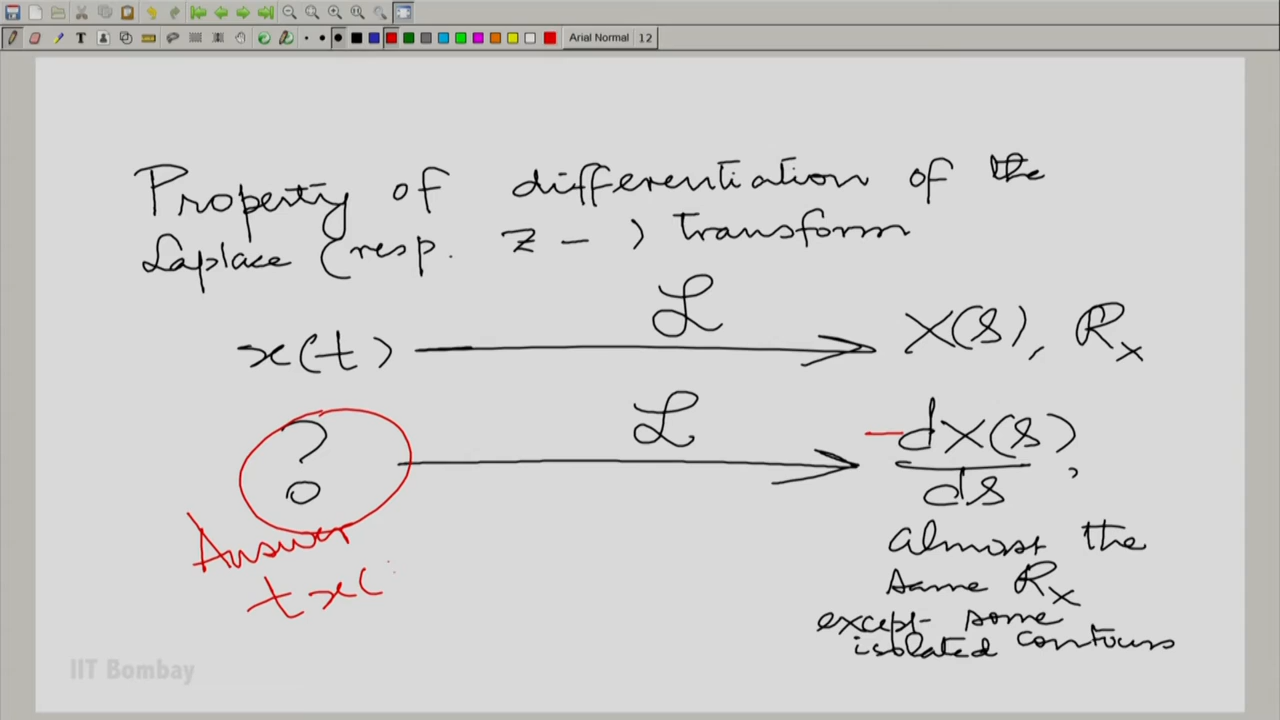 Arial Normal 12
Property of differentiation of the
Laplace (resp. z - ) transform
x(t) ℒ X(s), Rx
? ℒ -dX(s)/ds,
Answer
t x(
almost the
same Rx
except some
isolated contours
IIT Bombay